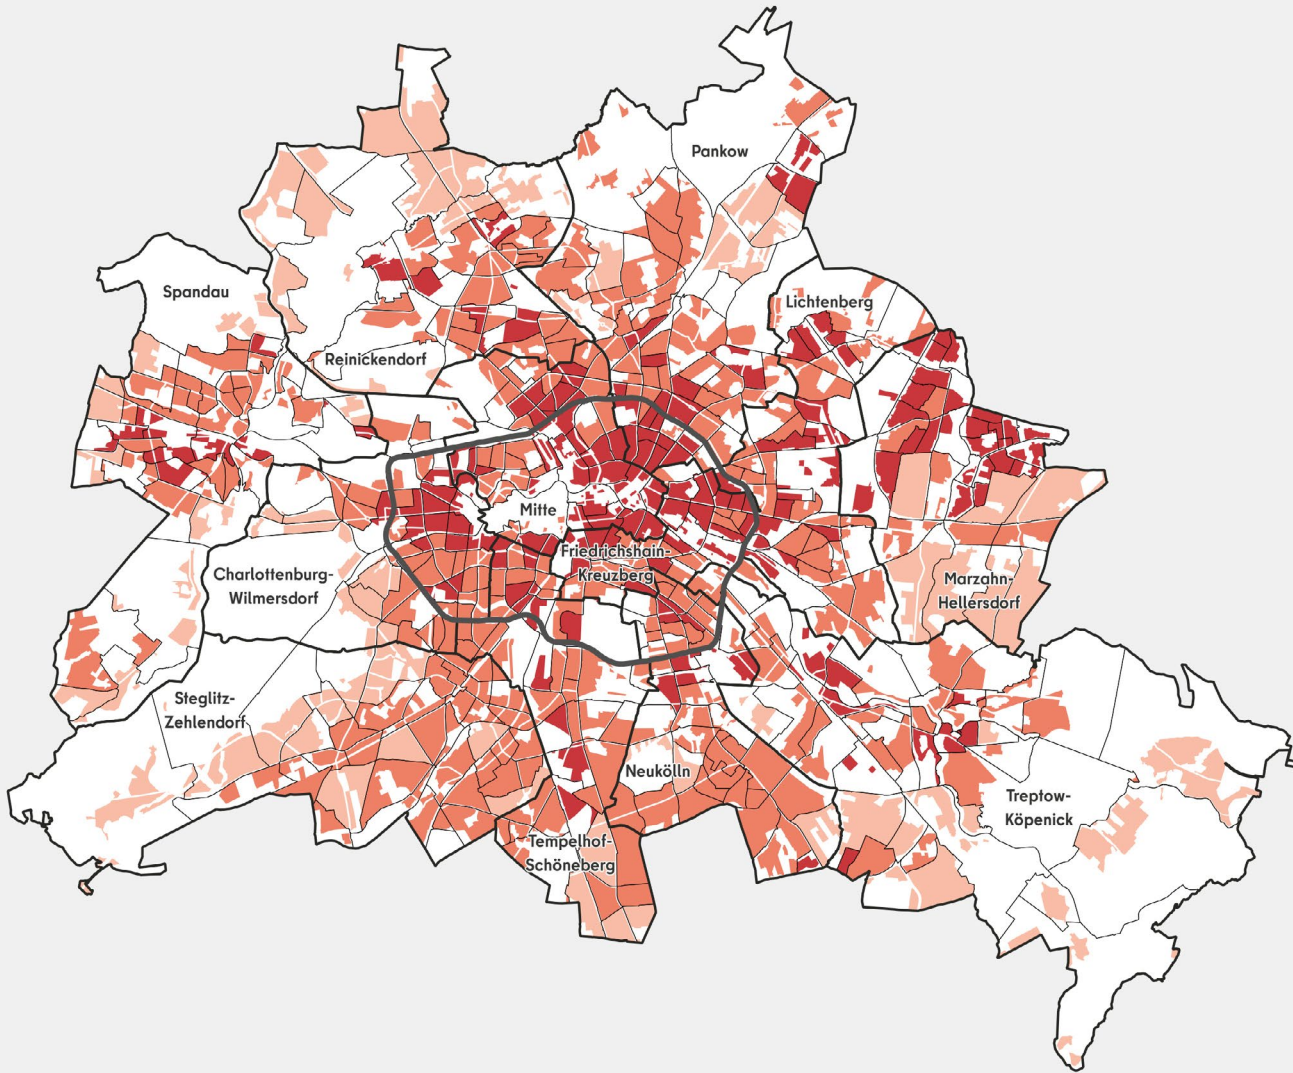 Pankow
Spandau
Lichtenberg
Reinickendorf
Mitte
Friedrichshain-
Kreuzberg
Charlottenburg-
Wilmersdorf
Marzahn-
Hellersdorf
Steglitz-
Zehlendorf
Neukölln
Treptow-
Köpenick
Tempelhof-
Schöneberg